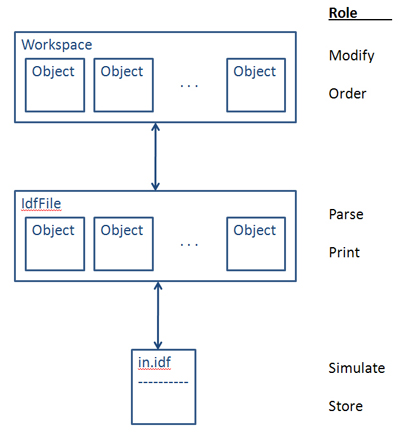 Role
Workspace
Modify
Object Object ... Object
Order
IdfFile
Parse
Object Object ... Object
Print
in.idf
----------
Simulate
Store